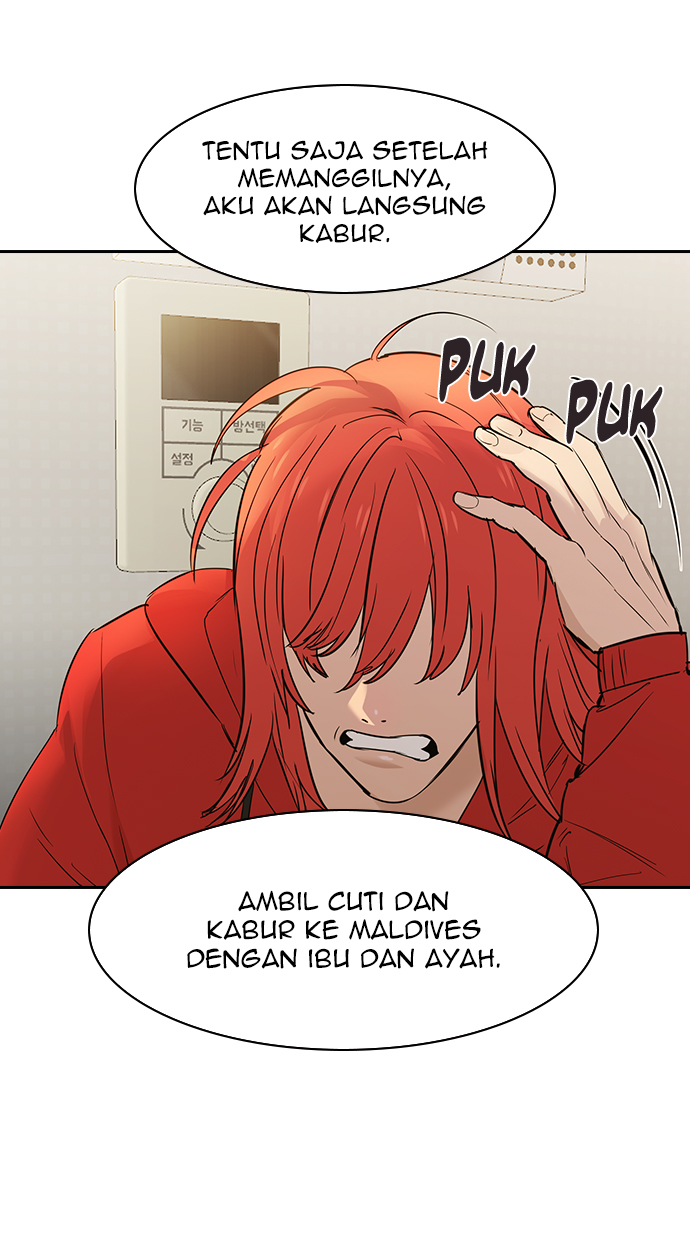 TENTU SAJA SETELAH
MEMANGGILNYA,
AKU AKAN LANGSUNG
KABUR.
PUK
PUK
기능
방선택
설정
AMBIL CUTI DAN
KABUR KE MALDIVES
DENGAN IBU DAN AYAH.